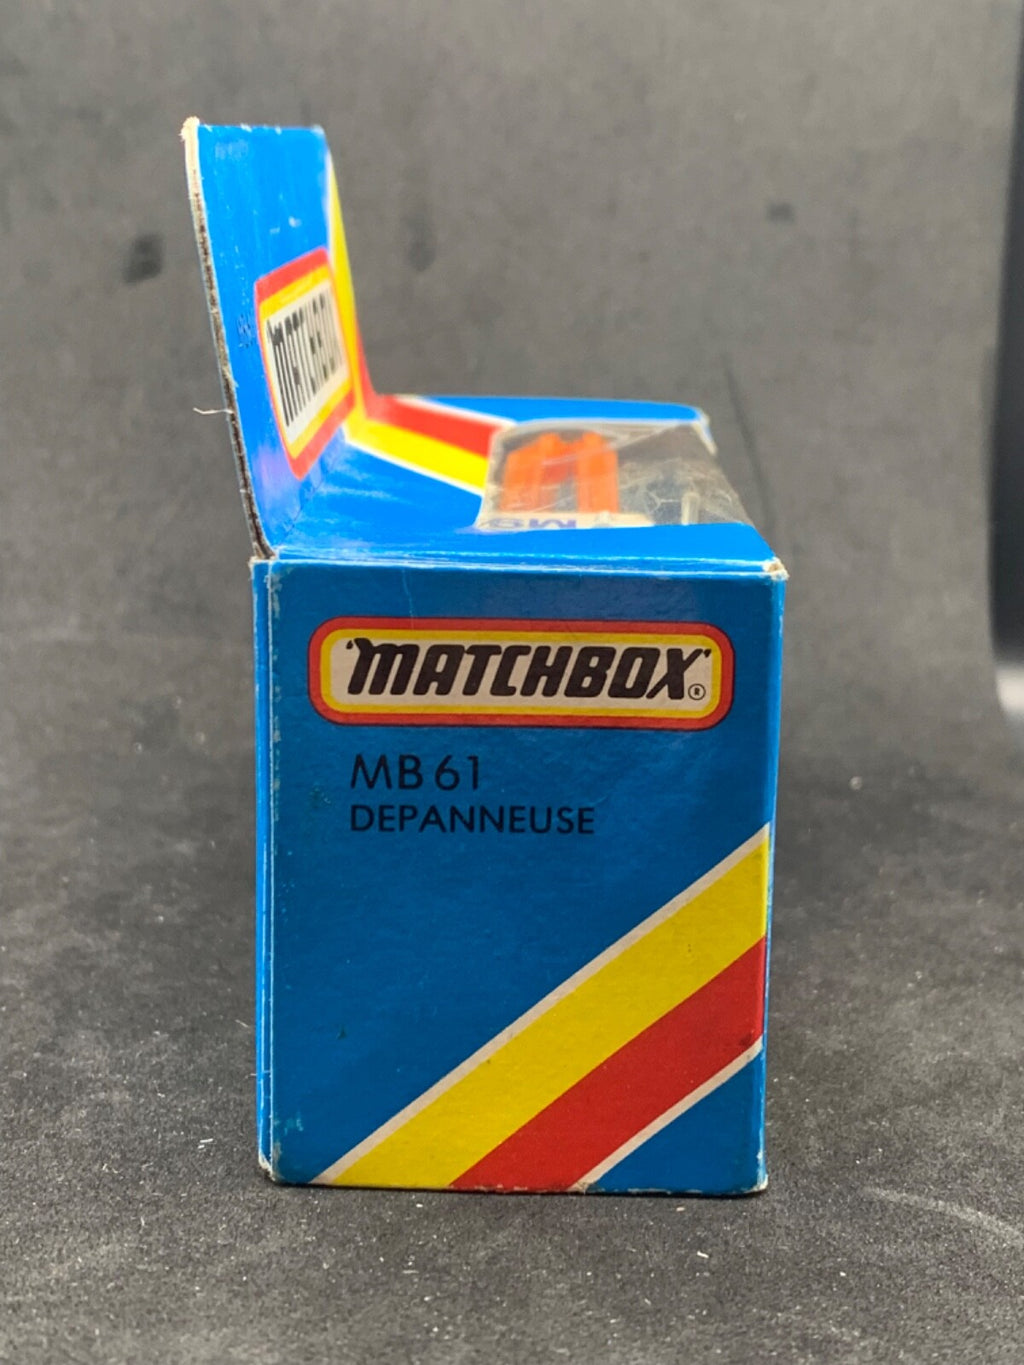 'MATCHBOX'
'MATCHBOX' ®
MB 61
DEPANNEUSE